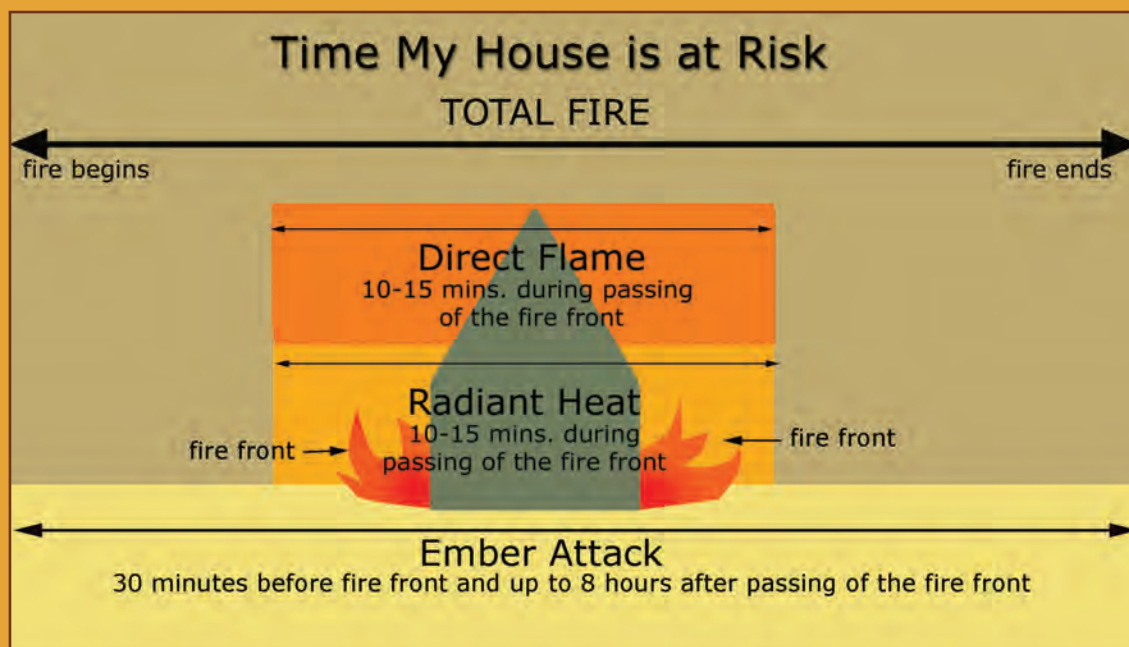 Time My House is at Risk
TOTAL FIRE
fire begins
fire ends
Direct Flame
10-15 mins. during passing
of the fire front
Radiant Heat
10-15 mins. during
passing of the fire front
fire front
fire front
Ember Attack
30 minutes before fire front and up to 8 hours after passing of the fire front